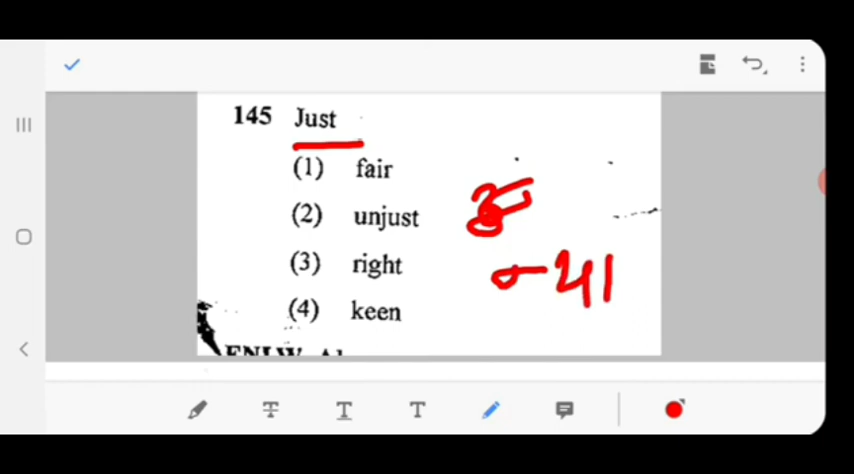 145 Just
(1) fair
(2) unjust
(3) right
(4) keen